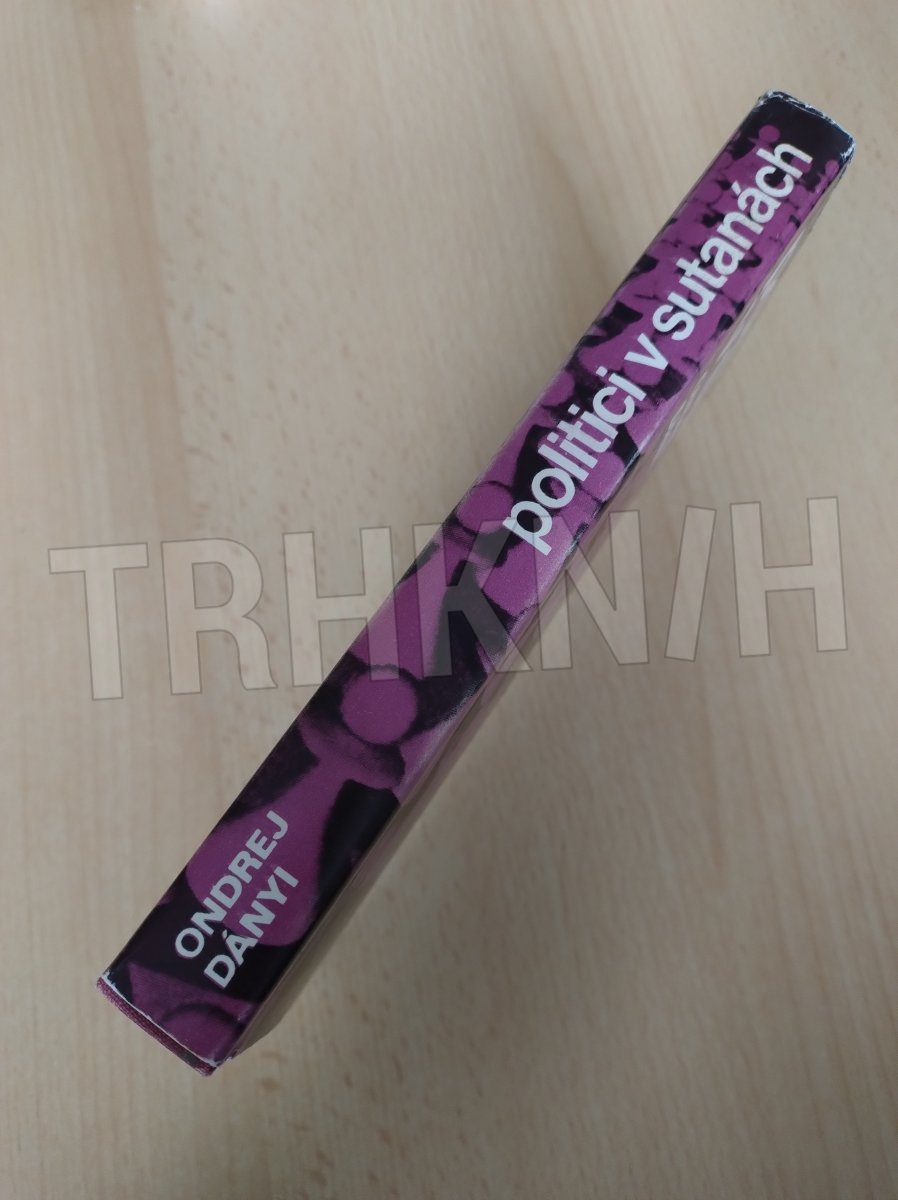 politici v sutanách
ONDREJ
DÁNYI
TRHKNIH